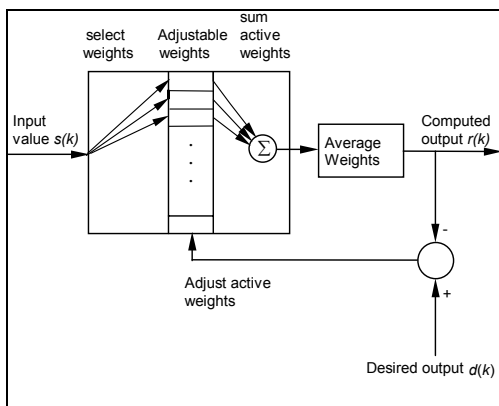 select
weights
Adjustable
weights
sum
active
weights
Input
value s(k)
Σ
Average
Weights
Computed
output r(k)
-
Adjust active
weights
+
Desired output d(k)